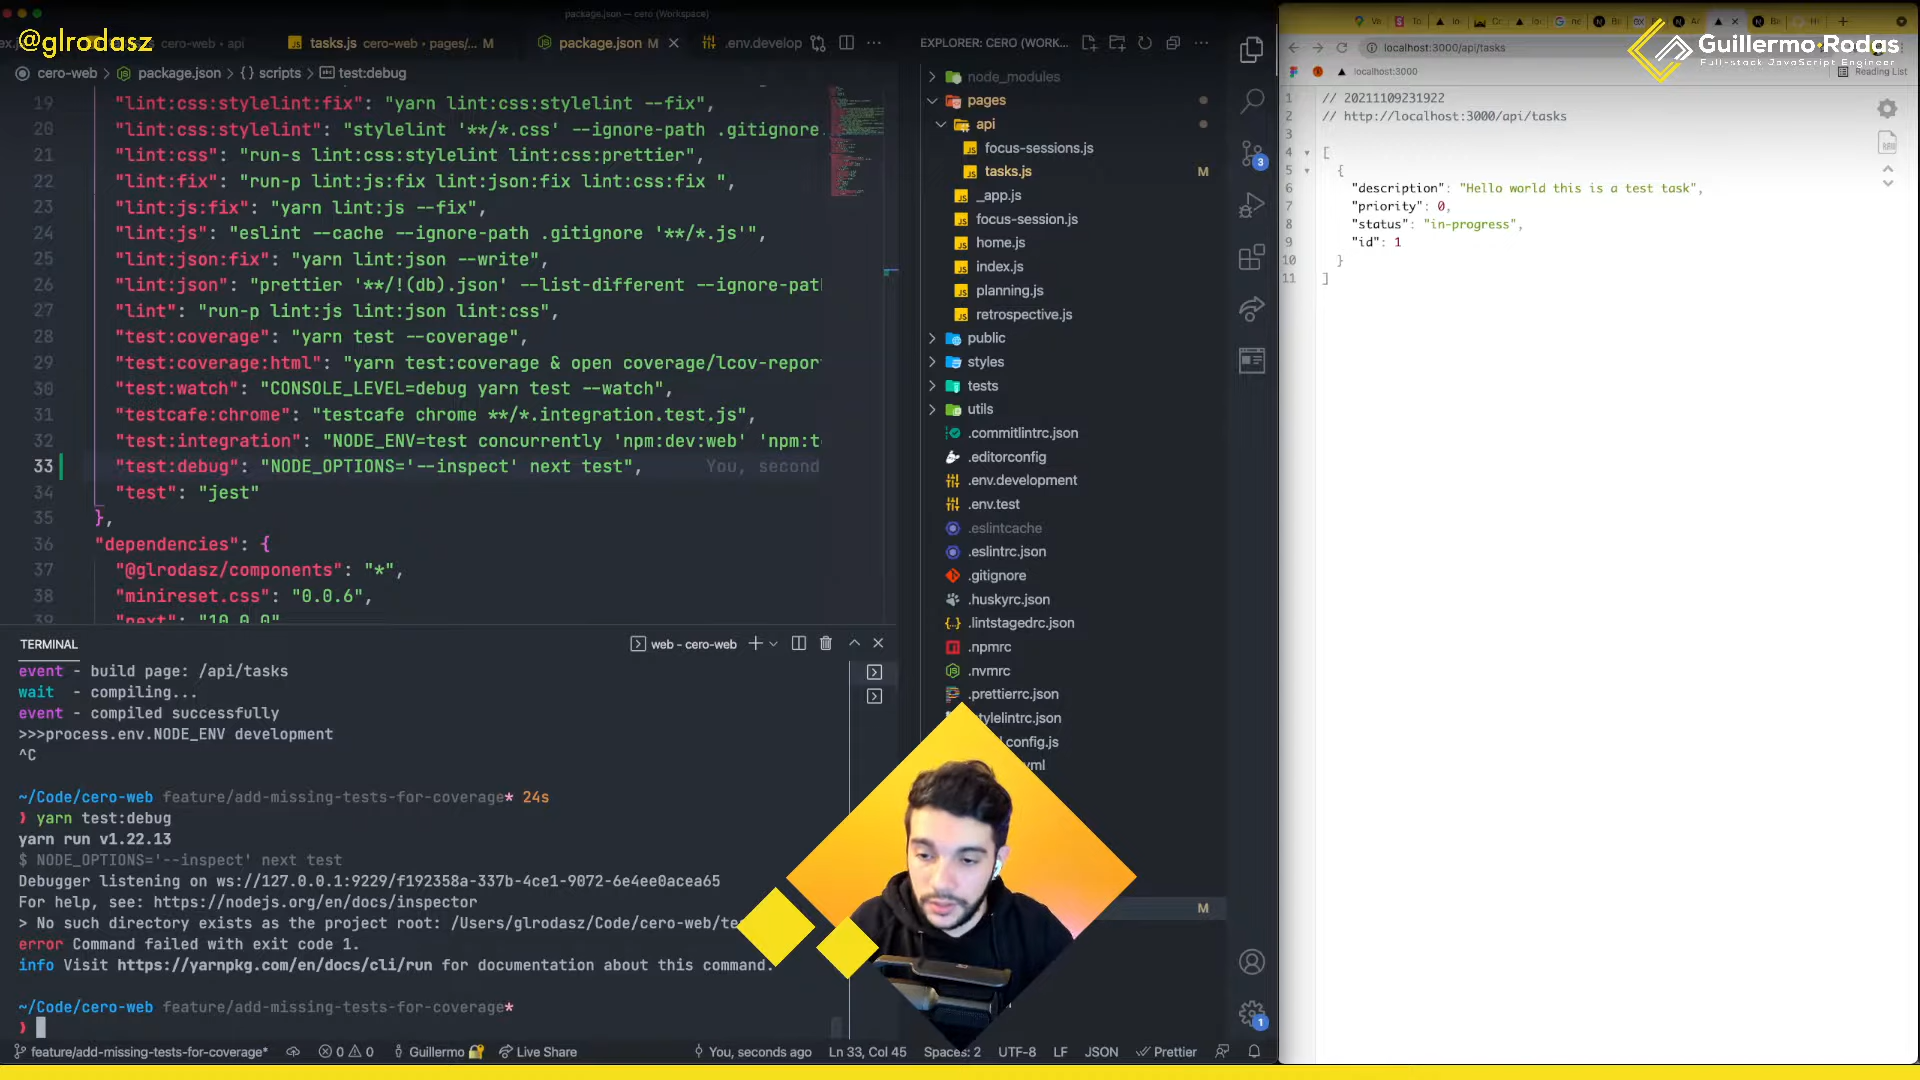 package.json — cero (Workspace)
@glrodasz
cero-web › api
tasks.js cero-web › pages/... M
package.json M
.env.develop
EXPLORER: CERO (WORK...
cero-web › package.json › {} scripts › test:debug
19 "lint:css:stylelint:fix": "yarn lint:css:stylelint --fix",
20 "lint:css:stylelint": "stylelint '**/*.css' --ignore-path .gitignore
21 "lint:css": "run-s lint:css:stylelint lint:css:prettier",
22 "lint:fix": "run-p lint:js:fix lint:json:fix lint:css:fix ",
23 "lint:js:fix": "yarn lint:js --fix",
24 "lint:js": "eslint --cache --ignore-path .gitignore '**/*.js'",
25 "lint:json:fix": "yarn lint:json --write",
26 "lint:json": "prettier '**/!(db).json' --list-different --ignore-pat
27 "lint": "run-p lint:js lint:json lint:css",
28 "test:coverage": "yarn test --coverage",
29 "test:coverage:html": "yarn test:coverage & open coverage/lcov-repor
30 "test:watch": "CONSOLE_LEVEL=debug yarn test --watch",
31 "testcafe:chrome": "testcafe chrome **/*.integration.test.js",
32 "test:integration": "NODE_ENV=test concurrently 'npm:dev:web' 'npm:t
33 "test:debug": "NODE_OPTIONS='--inspect' next test", You, second
34 "test": "jest"
35 },
36 "dependencies": {
37 "@glrodasz/components": "*",
38 "minireset.css": "0.0.6",
39 "next": "10.0.0"
node_modules
pages
api
focus-sessions.js
tasks.js M
_app.js
focus-session.js
home.js
index.js
planning.js
retrospective.js
public
styles
tests
utils
.commitlintrc.json
.editorconfig
.env.development
.env.test
.eslintcache
.eslintrc.json
.gitignore
.huskyrc.json
.lintstagedrc.json
.npmrc
.nvmrc
.prettierrc.json
tylelintrc.json
config.js
yml
M
3
1
TERMINAL
web - cero-web
event - build page: /api/tasks
wait - compiling...
event - compiled successfully
>>>process.env.NODE_ENV development
^C
~/Code/cero-web feature/add-missing-tests-for-coverage* 24s
❯ yarn test:debug
yarn run v1.22.13
$ NODE_OPTIONS='--inspect' next test
Debugger listening on ws://127.0.0.1:9229/f192358a-337b-4ce1-9072-6e4ee0acea65
For help, see: https://nodejs.org/en/docs/inspector
> No such directory exists as the project root: /Users/glrodasz/Code/cero-web/te
error Command failed with exit code 1.
info Visit https://yarnpkg.com/en/docs/cli/run for documentation about this command.
~/Code/cero-web feature/add-missing-tests-for-coverage*
❯
feature/add-missing-tests-for-coverage* 0 0 Guillermo Live Share You, seconds ago Ln 33, Col 45 Spaces: 2 UTF-8 LF JSON Prettier
localhost:3000/api/tasks
localhost:3000
Reading List
Guillermo Rodas
Full-stack JavaScript Engineer
1 // 20211109231922
2 // http://localhost:3000/api/tasks
3
4 [
5 {
6 "description": "Hello world this is a test task",
7 "priority": 0,
8 "status": "in-progress",
9 "id": 1
10 }
11 ]